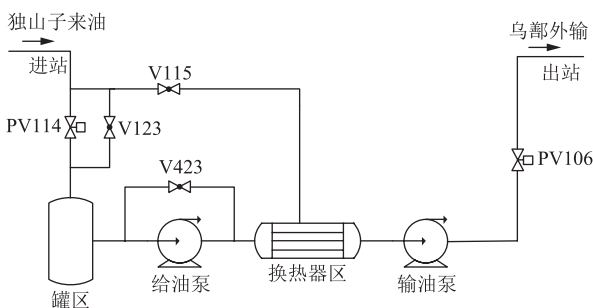 独山子来油
进站
乌鄯外输
出站
V115
PV114
V123
PV106
V423
给油泵
换热器区
输油泵
罐区